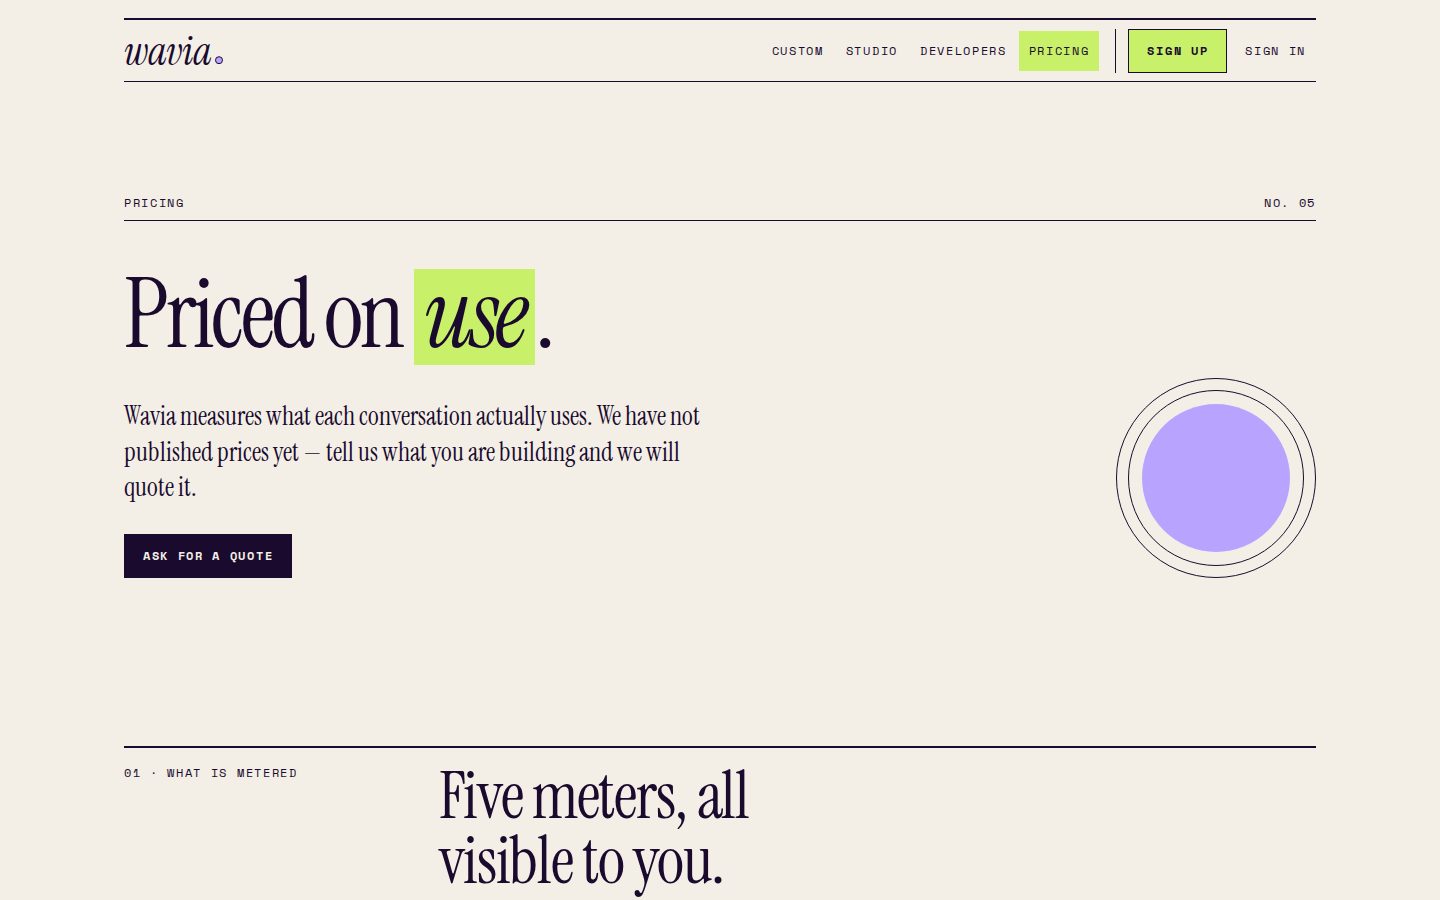 wavia
CUSTOM STUDIO DEVELOPERS PRICING SIGN UP SIGN IN
PRICING NO. 05
Priced on use.
Wavia measures what each conversation actually uses. We have not
published prices yet — tell us what you are building and we will
quote it.
ASK FOR A QUOTE
01 · WHAT IS METERED
Five meters, all
visible to you.